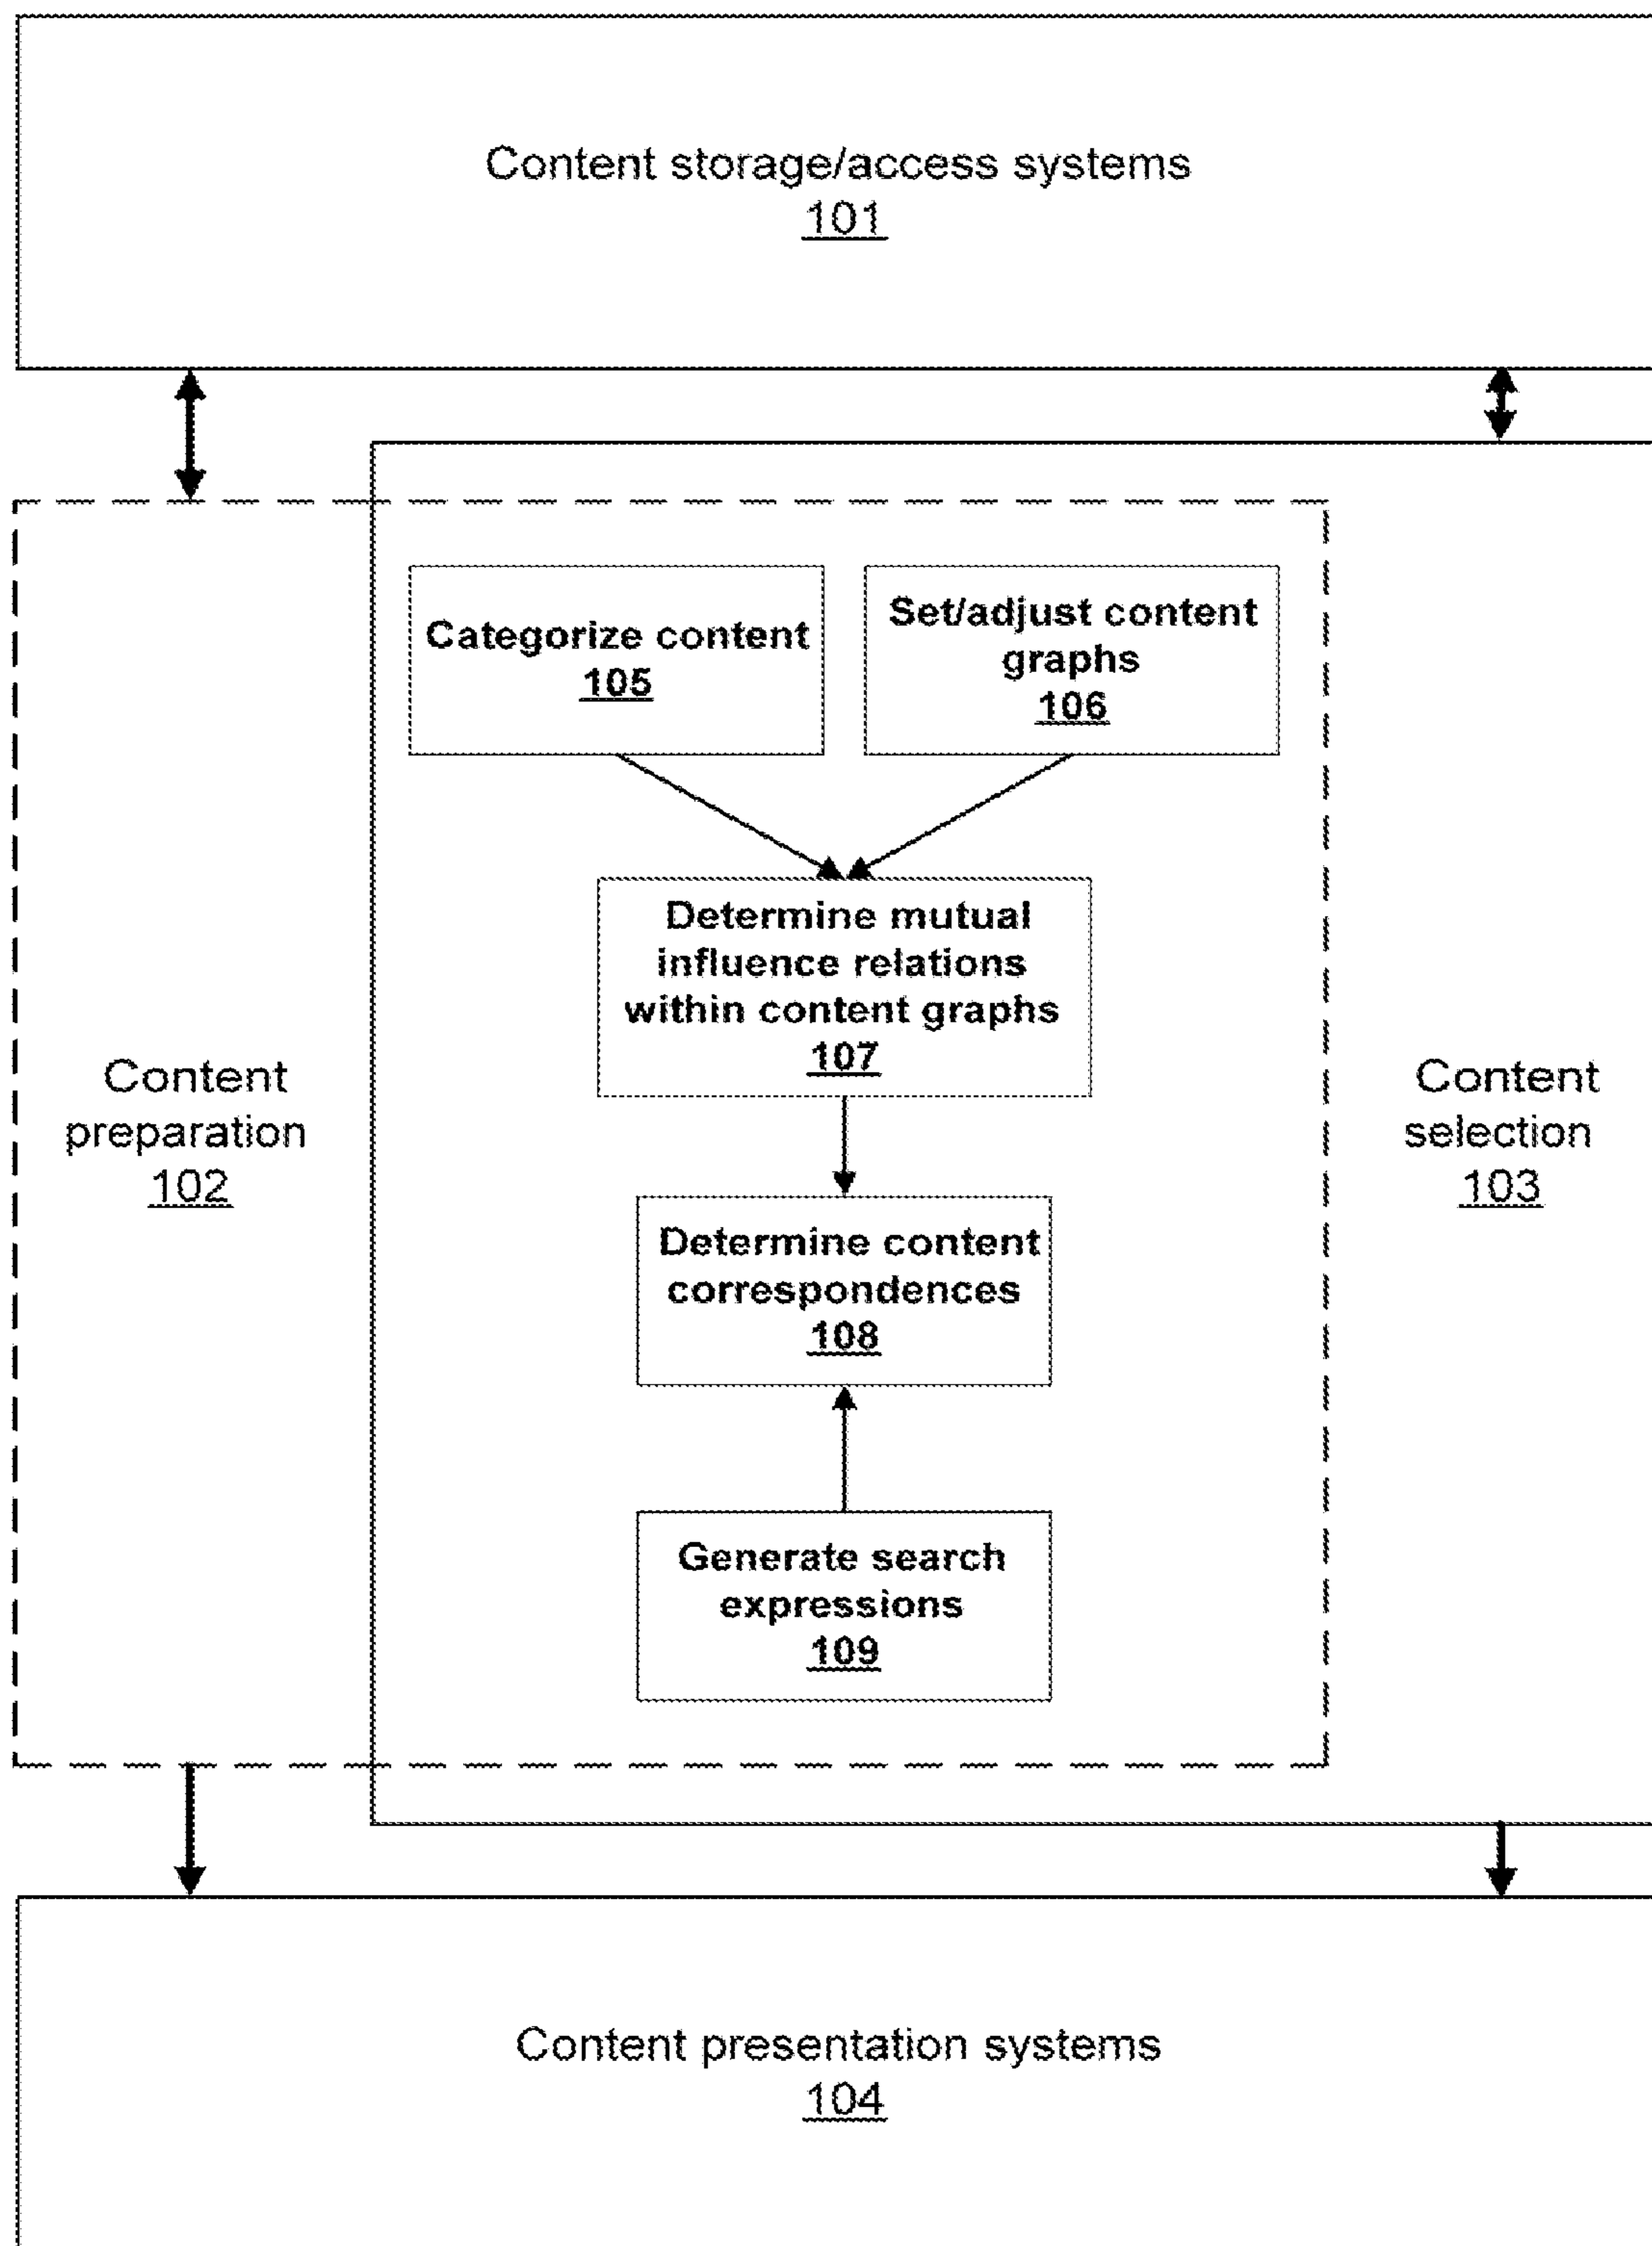 Content storage/access systems
101
Categorize content
105
Set/adjust content
graphs
106
Determine mutual
influence relations
within content graphs
107
Content
preparation
102
Content
selection
103
Determine content
correspondences
108
Generate search
expressions
109
Content presentation systems
104